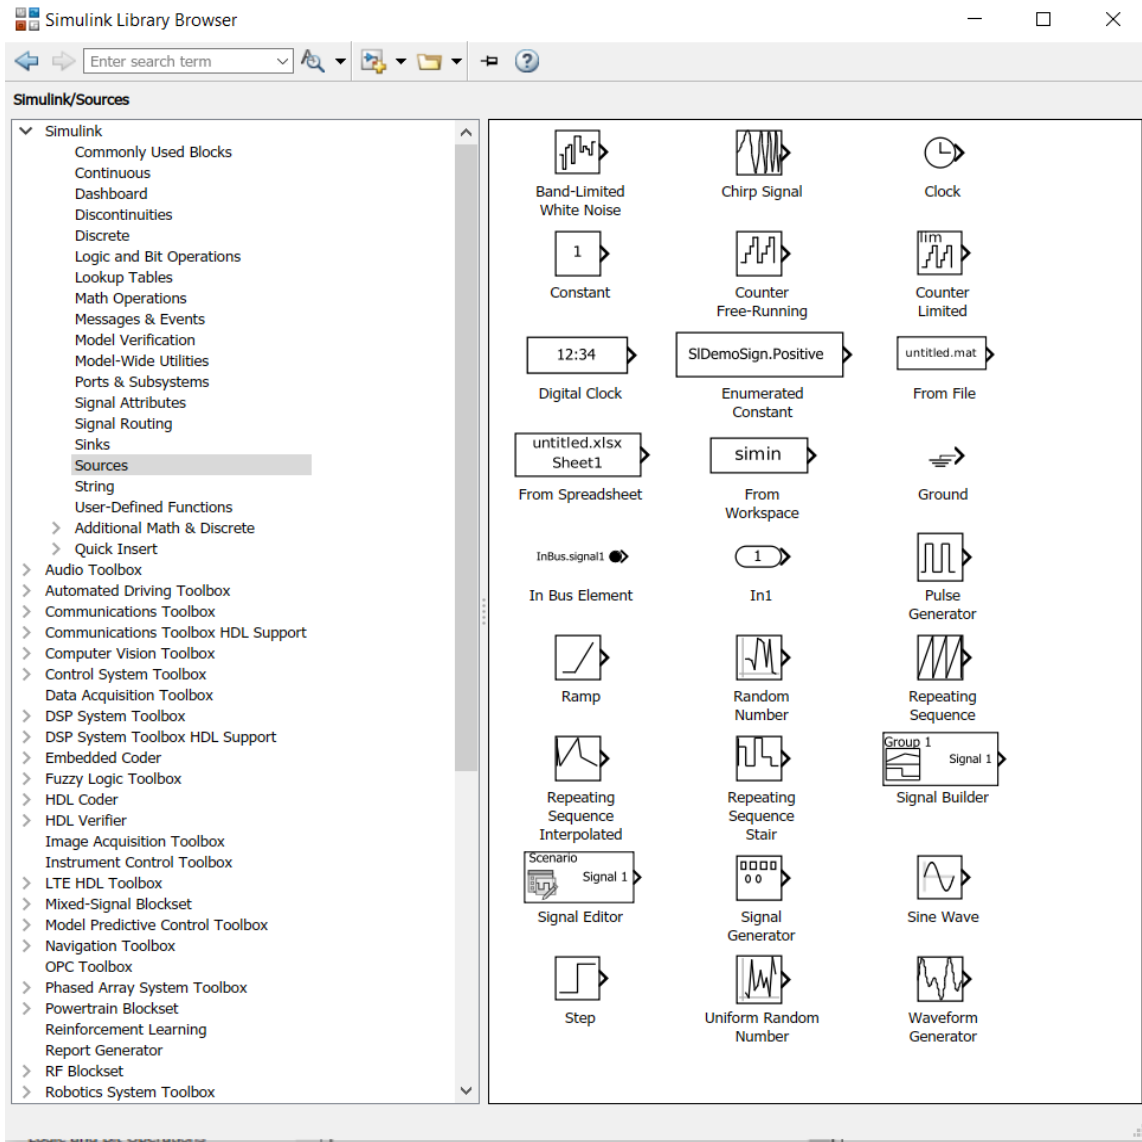 Simulink Library Browser
Enter search term
Simulink/Sources
Simulink
Commonly Used Blocks
Continuous
Dashboard
Discontinuities
Discrete
Logic and Bit Operations
Lookup Tables
Math Operations
Messages & Events
Model Verification
Model-Wide Utilities
Ports & Subsystems
Signal Attributes
Signal Routing
Sinks
Sources
String
User-Defined Functions
Additional Math & Discrete
Quick Insert
Audio Toolbox
Automated Driving Toolbox
Communications Toolbox
Communications Toolbox HDL Support
Computer Vision Toolbox
Control System Toolbox
Data Acquisition Toolbox
DSP System Toolbox
DSP System Toolbox HDL Support
Embedded Coder
Fuzzy Logic Toolbox
HDL Coder
HDL Verifier
Image Acquisition Toolbox
Instrument Control Toolbox
LTE HDL Toolbox
Mixed-Signal Blockset
Model Predictive Control Toolbox
Navigation Toolbox
OPC Toolbox
Phased Array System Toolbox
Powertrain Blockset
Reinforcement Learning
Report Generator
RF Blockset
Robotics System Toolbox
Band-Limited
White Noise
Chirp Signal
Clock
1
Constant
Counter
Free-Running
lim
Counter
Limited
12:34
Digital Clock
SlDemoSign.Positive
Enumerated
Constant
untitled.mat
From File
untitled.xlsx
Sheet1
From Spreadsheet
simin
From
Workspace
Ground
InBus.signal1
In Bus Element
1
In1
Pulse
Generator
Ramp
Random
Number
Repeating
Sequence
Repeating
Sequence
Interpolated
Repeating
Sequence
Stair
Group 1
Signal 1
Signal Builder
Scenario
Signal 1
Signal Editor
Signal
Generator
Sine Wave
Step
Uniform Random
Number
Waveform
Generator